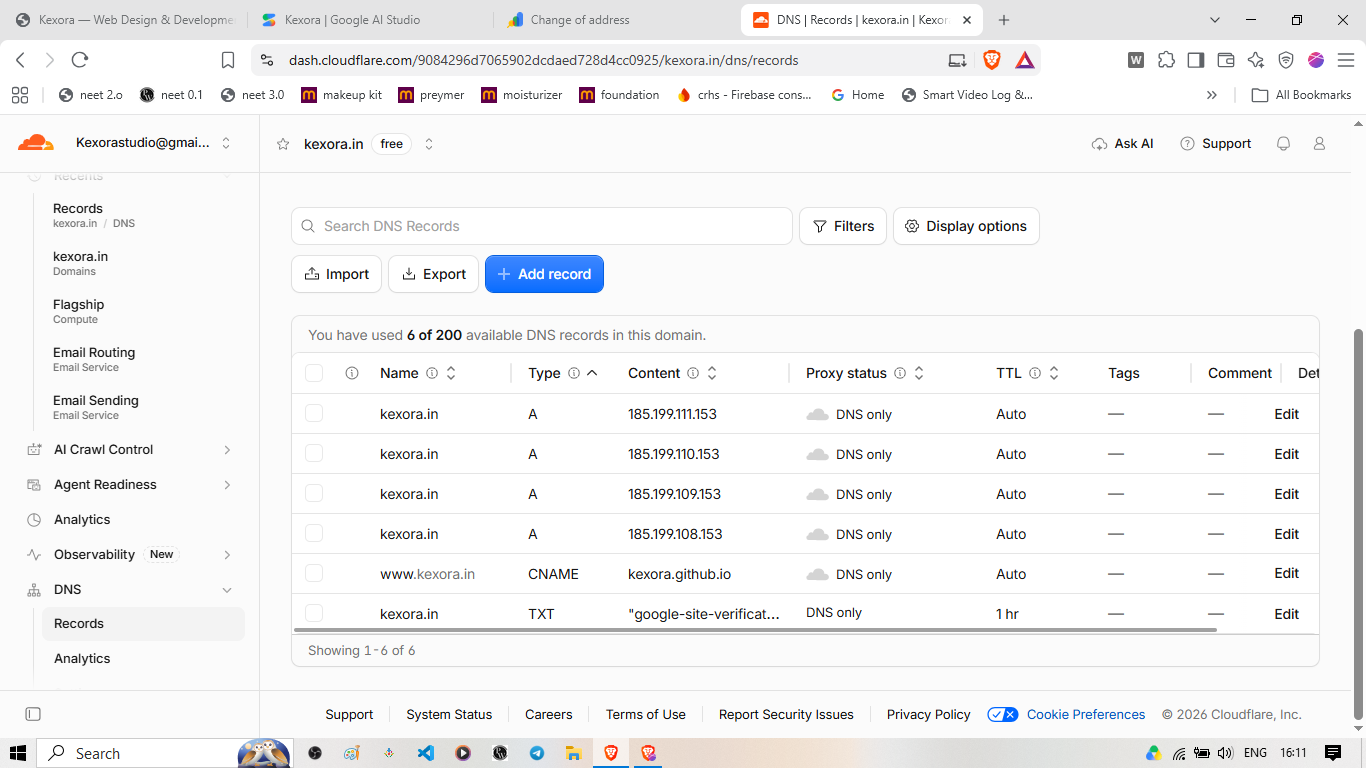 Kexora — Web Design & Developme
Kexora | Google AI Studio
Change of address
DNS | Records | kexora.in | Kexor
dash.cloudflare.com/9084296d7065902dcdaed728d4cc0925/kexora.in/dns/records
neet 2.o
neet 0.1
neet 3.0
makeup kit
preymer
moisturizer
foundation
crhs - Firebase cons...
Home
Smart Video Log &...
All Bookmarks
Kexorastudio@gmai...
kexora.in free
Ask AI
Support
Recents
Records
kexora.in / DNS
kexora.in
Domains
Flagship
Compute
Email Routing
Email Service
Email Sending
Email Service
AI Crawl Control
Agent Readiness
Analytics
Observability New
DNS
Records
Analytics
Search DNS Records
Filters
Display options
Import
Export
+ Add record
You have used 6 of 200 available DNS records in this domain.
Name Type Content Proxy status TTL Tags Comment Det
kexora.in A 185.199.111.153 DNS only Auto — — Edit
kexora.in A 185.199.110.153 DNS only Auto — — Edit
kexora.in A 185.199.109.153 DNS only Auto — — Edit
kexora.in A 185.199.108.153 DNS only Auto — — Edit
www.kexora.in CNAME kexora.github.io DNS only Auto — — Edit
kexora.in TXT "google-site-verificat... DNS only 1 hr — — Edit
Showing 1-6 of 6
Support
System Status
Careers
Terms of Use
Report Security Issues
Privacy Policy
Cookie Preferences
© 2026 Cloudflare, Inc.
Search
ENG
16:11